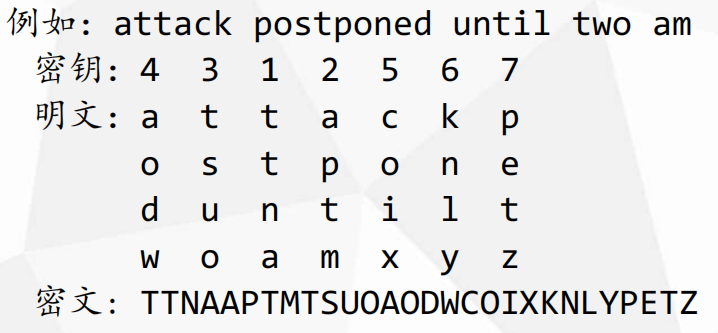 例如: attack postponed until two am
密钥: 4 3 1 2 5 6 7
明文: a t t a c k p
o s t p o n e
d u n t i l t
w o a m x y z
密文: TTNAAPTMTSUOAODWCOIXKNLYPETZ